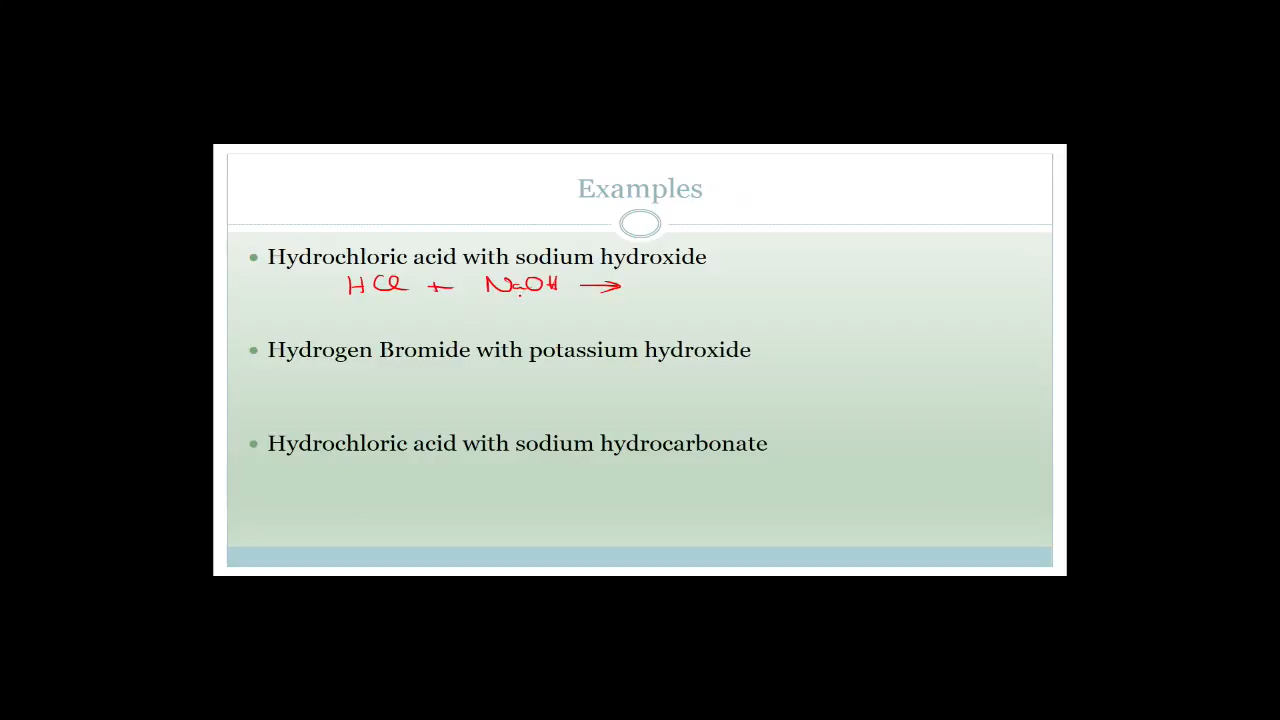 Examples
• Hydrochloric acid with sodium hydroxide
HCl + NaOH →
• Hydrogen Bromide with potassium hydroxide
• Hydrochloric acid with sodium hydrocarbonate